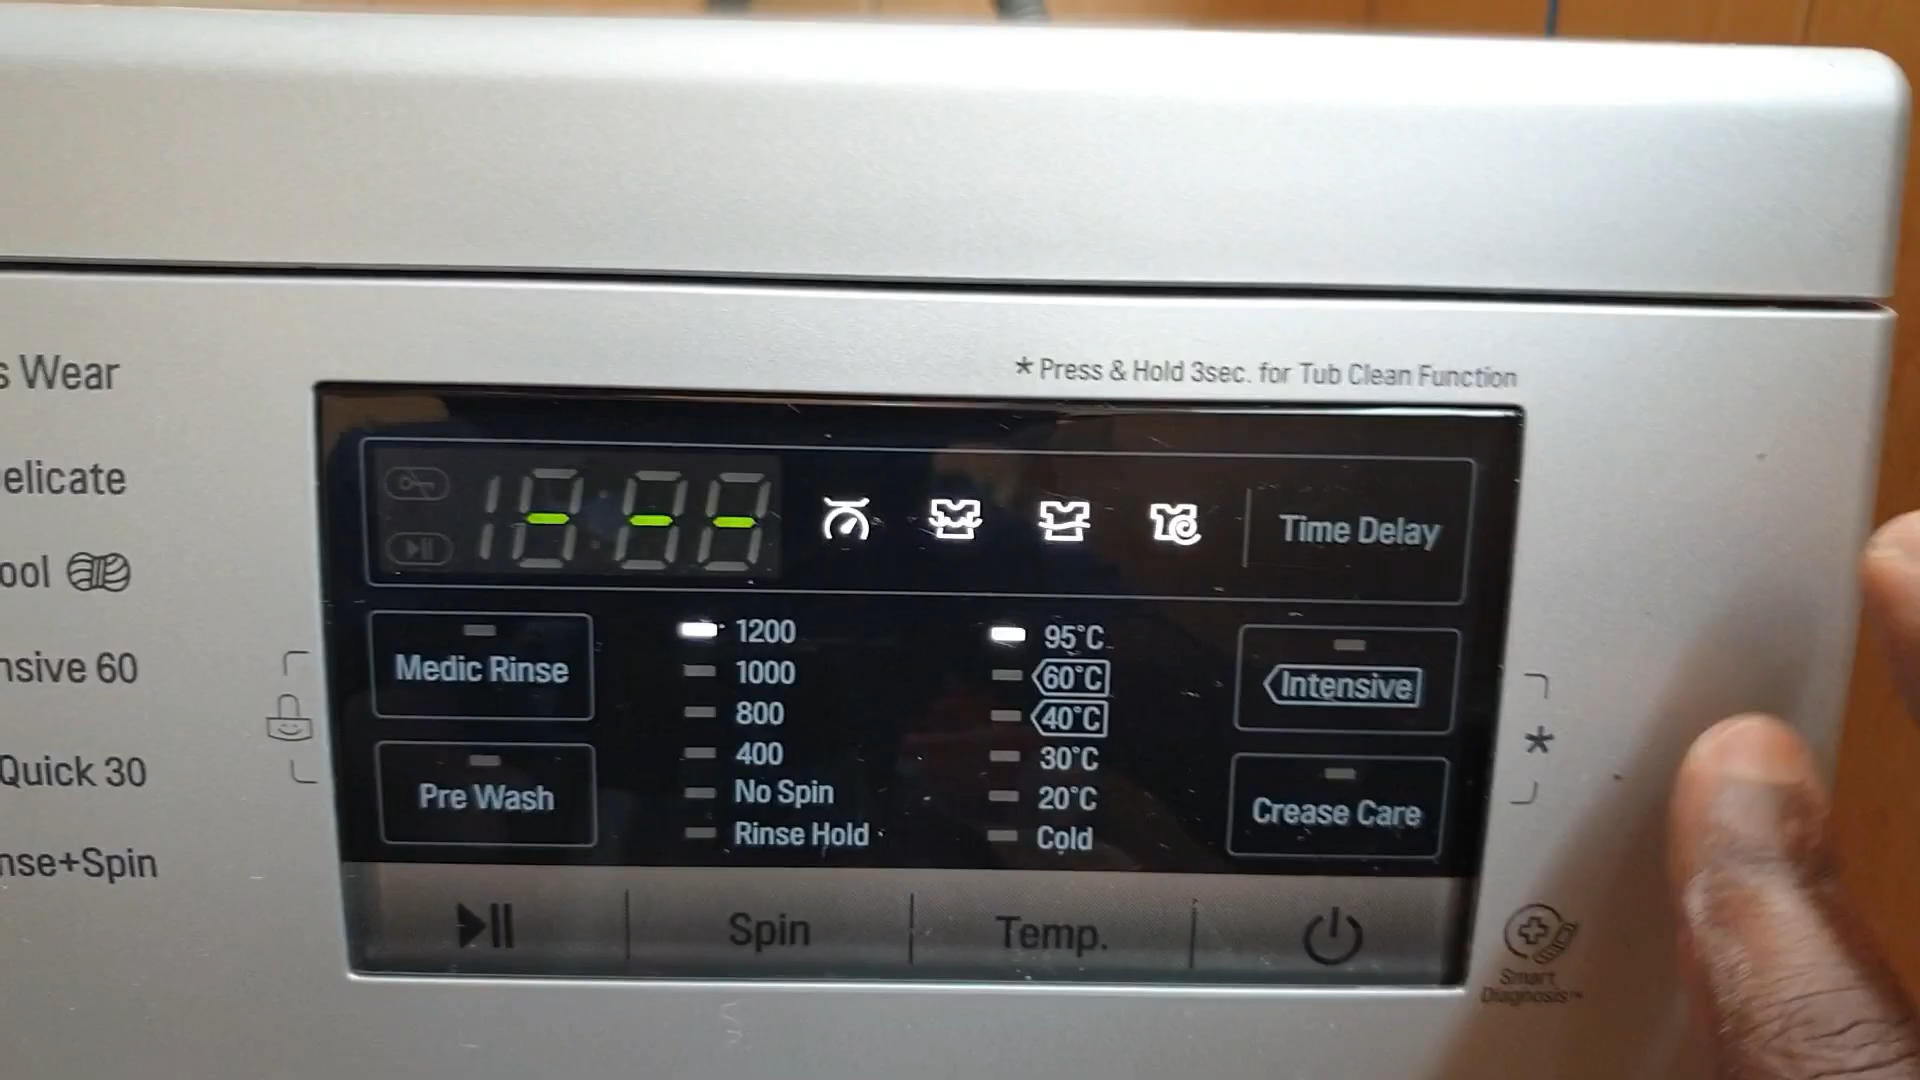 s Wear
elicate
ool
nsive 60
Quick 30
nse+Spin
* Press & Hold 3sec. for Tub Clean Function
18:88
Time Delay
Medic Rinse
Pre Wash
1200
1000
800
400
No Spin
Rinse Hold
95°C
60°C
40°C
30°C
20°C
Cold
Intensive
Crease Care
*
Spin
Temp.
Smart
Diagnosis™